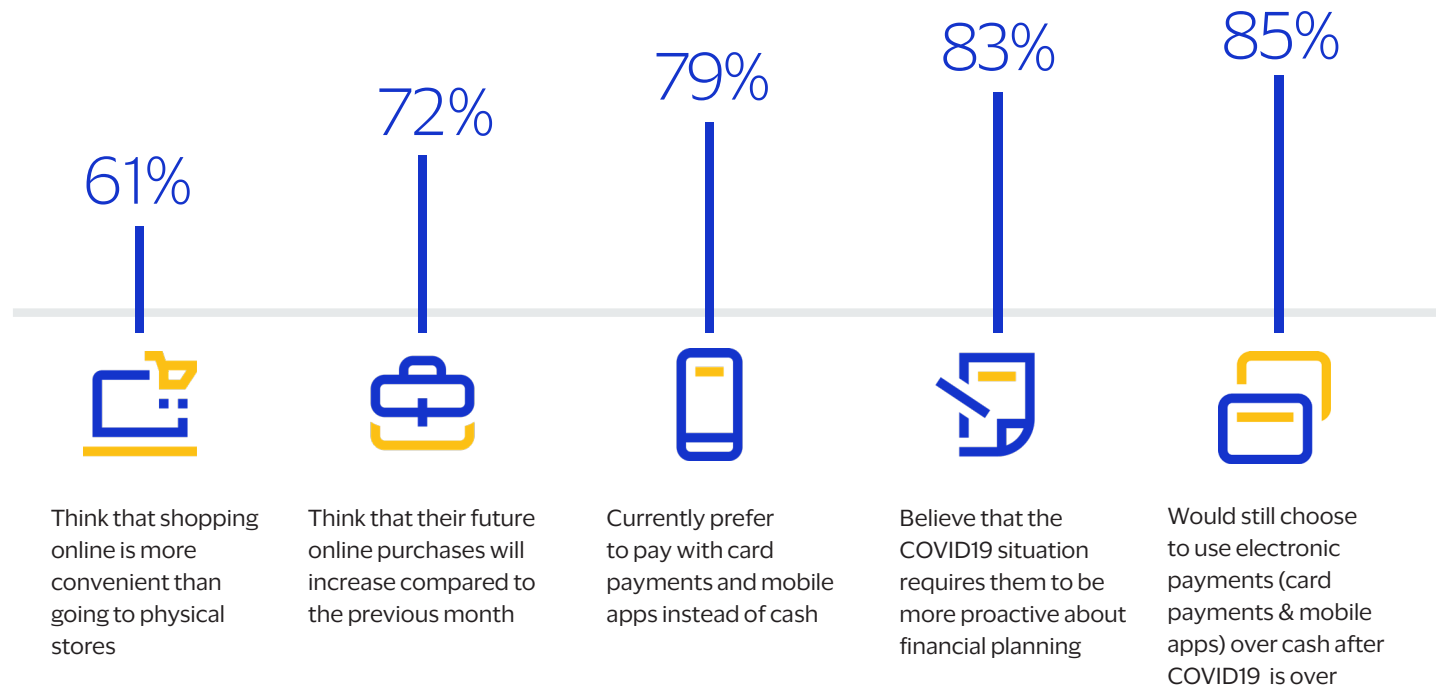 61%
72%
79%
83%
85%
Think that shopping
online is more
convenient than
going to physical
stores
Think that their future
online purchases will
increase compared to
the previous month
Currently prefer
to pay with card
payments and mobile
apps instead of cash
Believe that the
COVID19 situation
requires them to be
more proactive about
financial planning
Would still choose
to use electronic
payments (card
payments & mobile
apps) over cash after
COVID19 is over